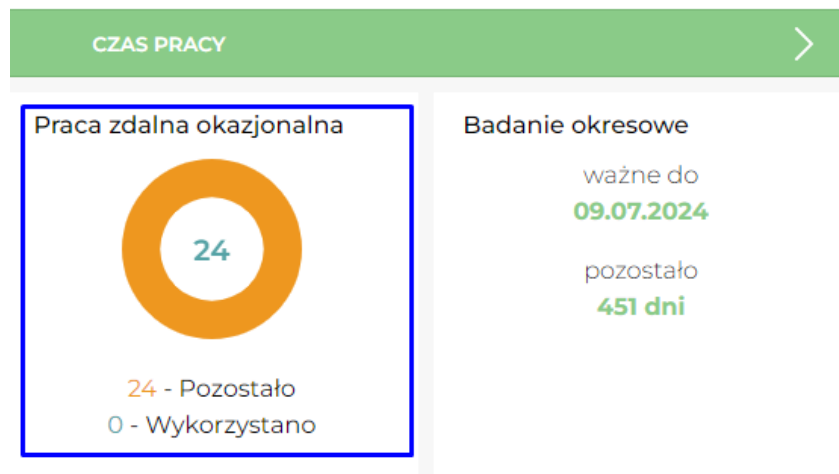 CZAS PRACY
Praca zdalna okazjonalna
24
24 - Pozostało
0 - Wykorzystano
Badanie okresowe
ważne do
09.07.2024
pozostało
451 dni